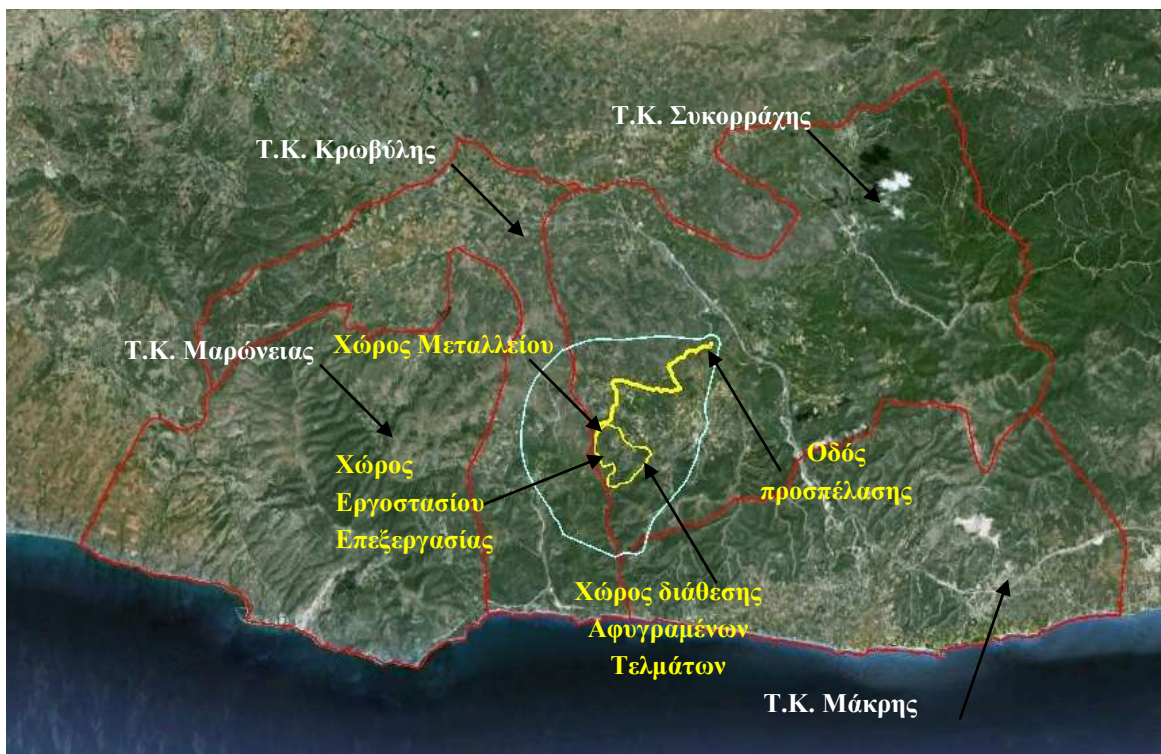 Τ.Κ. Συκορράχης
Τ.Κ. Κρωβύλης
Τ.Κ. Μαρώνειας
Χώρος Μεταλλείου
Χώρος
Εργοστασίου
Επεξεργασίας
Οδός
προσπέλασης
Χώρος διάθεσης
Αφυγραμένων
Τελμάτων
Τ.Κ. Μάκρης